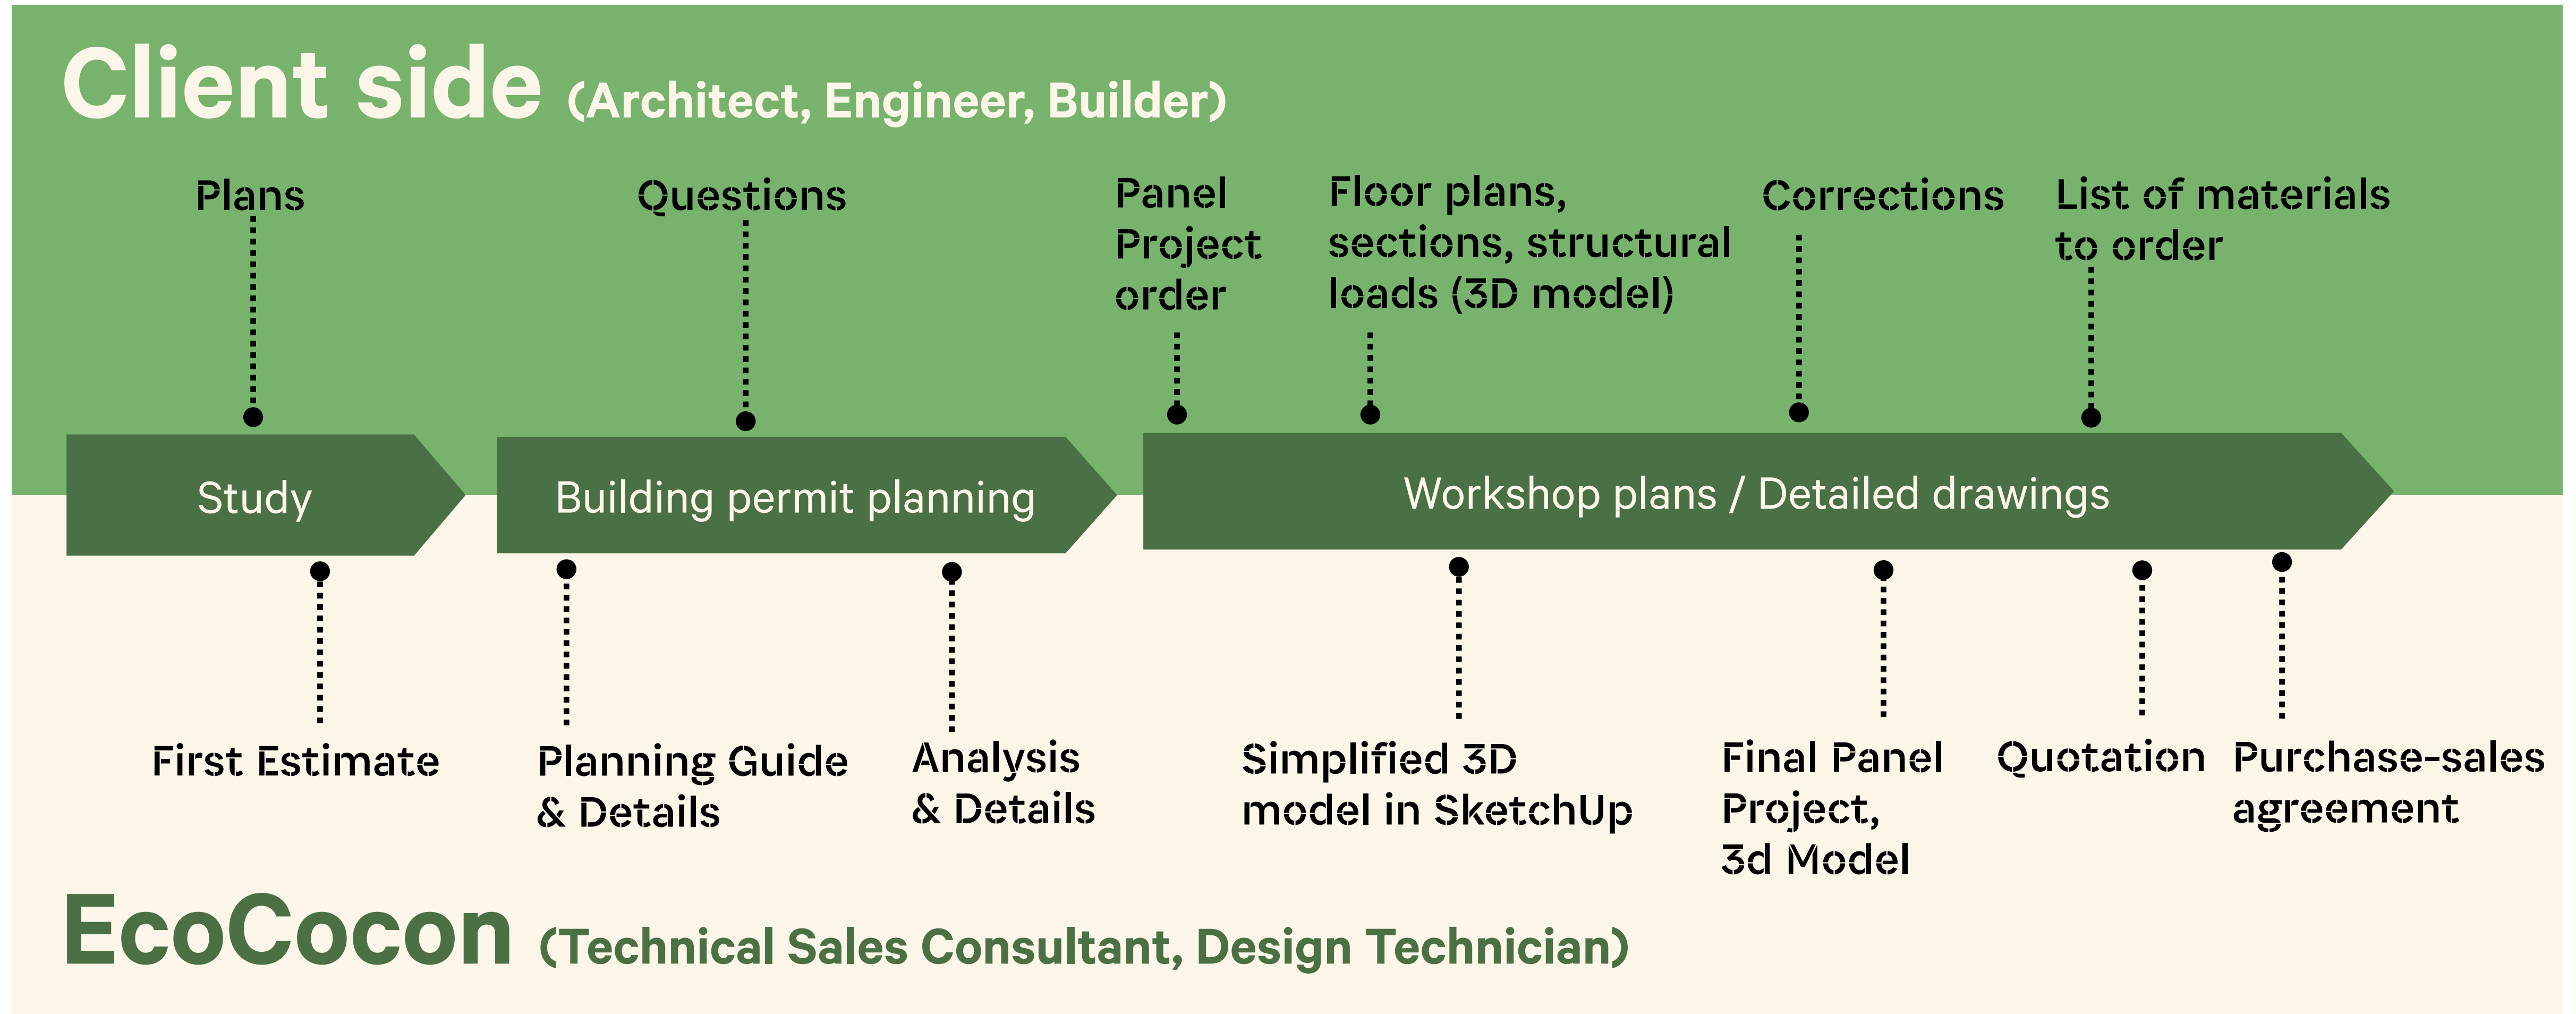 Client side (Architect, Engineer, Builder)
Plans
Questions
Panel
Project
order
Floor plans,
sections, structural
loads (3D model)
Corrections
List of materials
to order
Study
Building permit planning
Workshop plans / Detailed drawings
First Estimate
Planning Guide
& Details
Analysis
& Details
Simplified 3D
model in SketchUp
Final Panel
Project,
3d Model
Quotation
Purchase-sales
agreement
EcoCocon (Technical Sales Consultant, Design Technician)